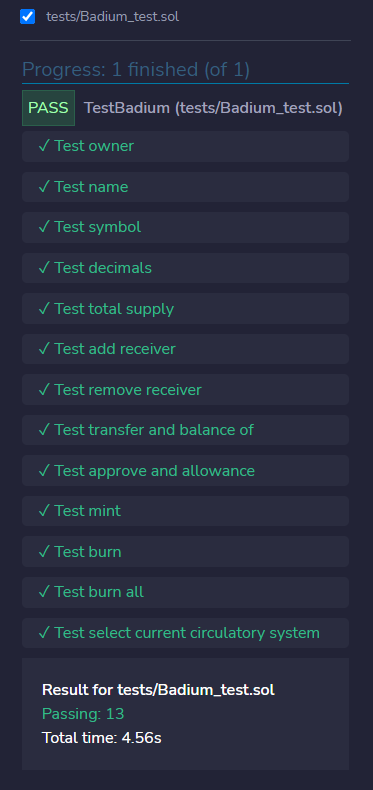 tests/Badium_test.sol
Progress: 1 finished (of 1)
PASS TestBadium (tests/Badium_test.sol)
✓ Test owner
✓ Test name
✓ Test symbol
✓ Test decimals
✓ Test total supply
✓ Test add receiver
✓ Test remove receiver
✓ Test transfer and balance of
✓ Test approve and allowance
✓ Test mint
✓ Test burn
✓ Test burn all
✓ Test select current circulatory system
Result for tests/Badium_test.sol
Passing: 13
Total time: 4.56s